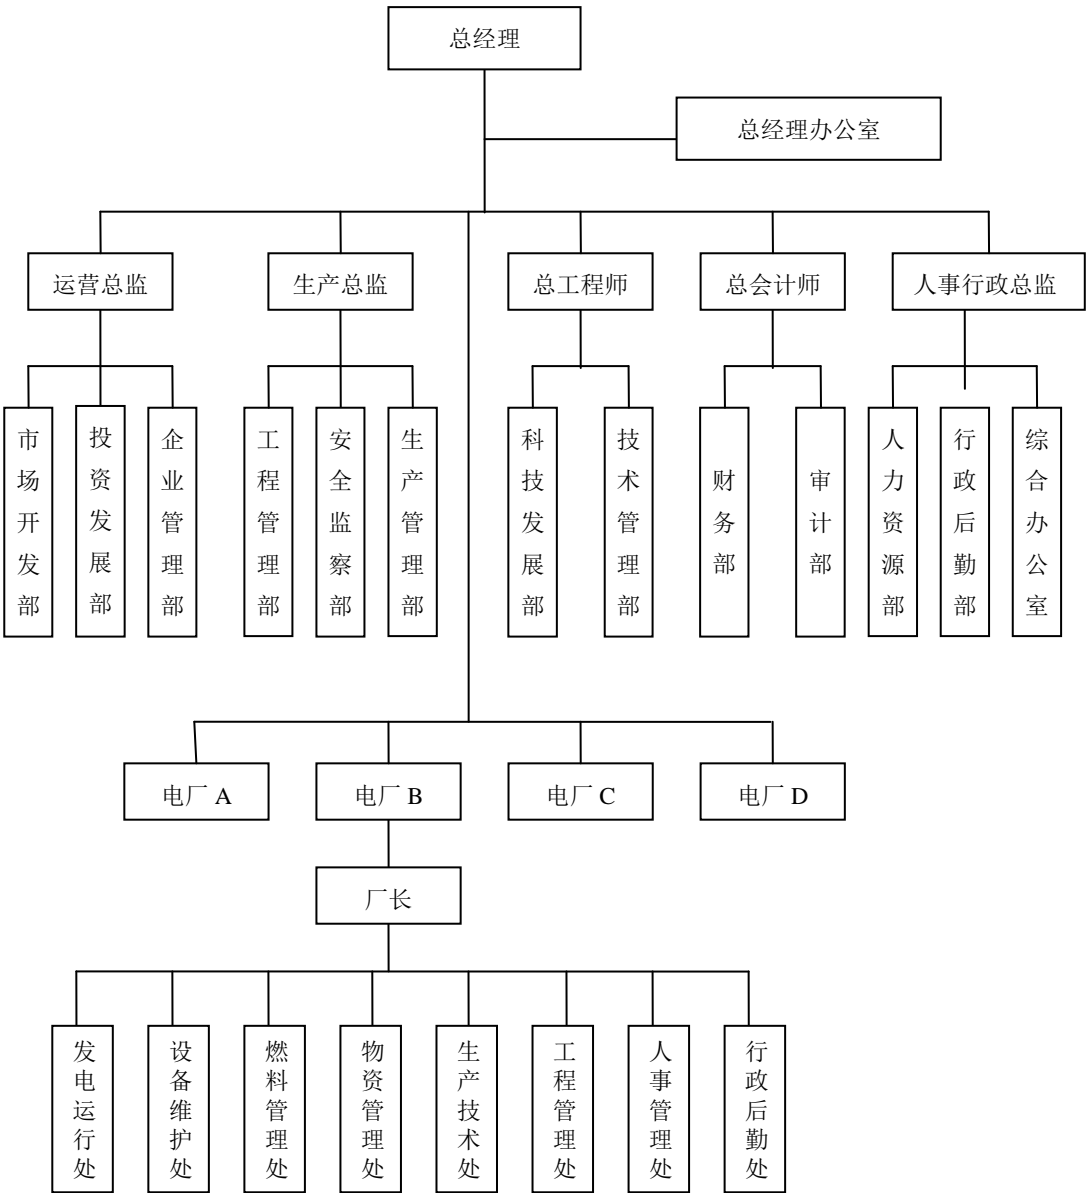 总经理
总经理办公室
运营总监
生产总监
总工程师
总会计师
人事行政总监
市场开发部
投资发展部
企业管理部
工程管理部
安全监察部
生产管理部
科技发展部
技术管理部
财务部
审计部
人力资源部
行政后勤部
综合办公室
电厂 A
电厂 B
电厂 C
电厂 D
厂长
发电运行处
设备维护处
燃料管理处
物资管理处
生产技术处
工程管理处
人事管理处
行政后勤处